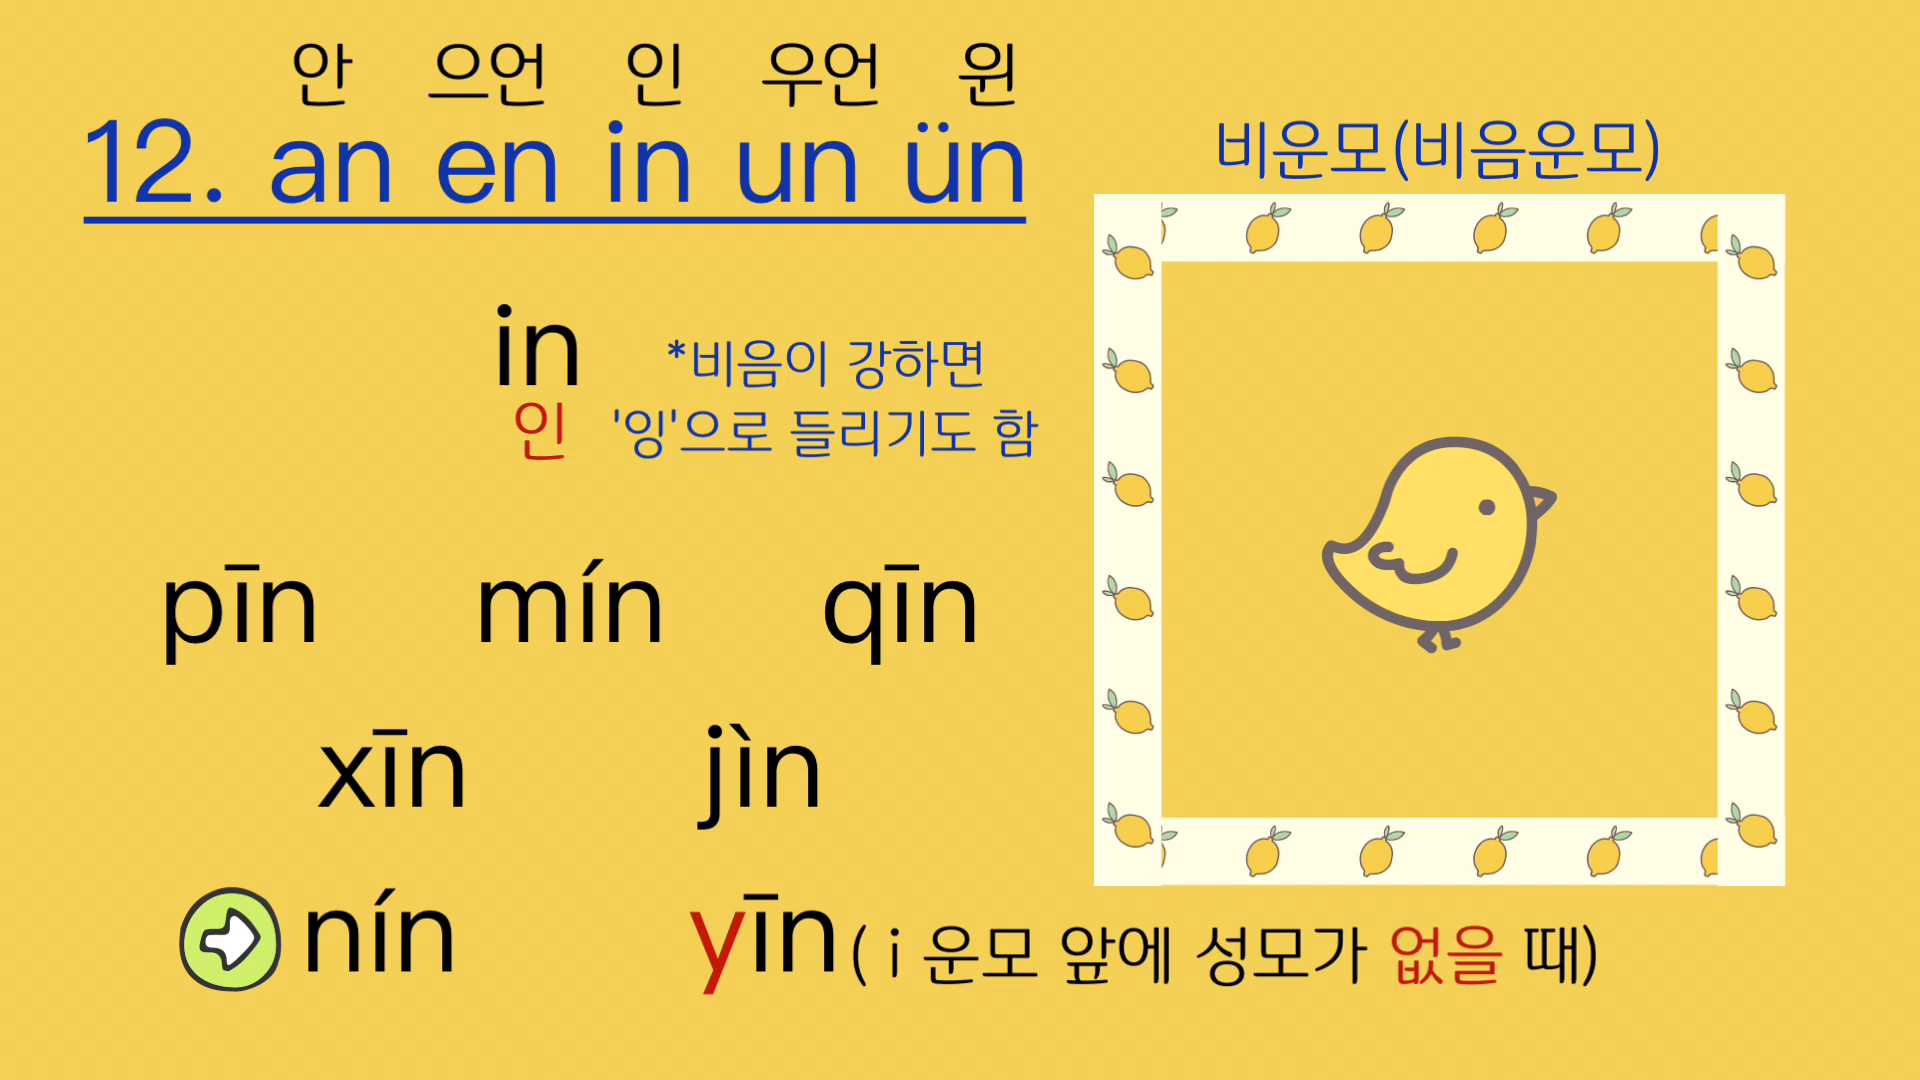 안 으언 인 우언 윈
12. an en in un ün
비운모(비음운모)
in
인
*비음이 강하면
'잉'으로 들리기도 함
pīn mín qīn
xīn jìn
nín yīn ( i 운모 앞에 성모가 없을 때)